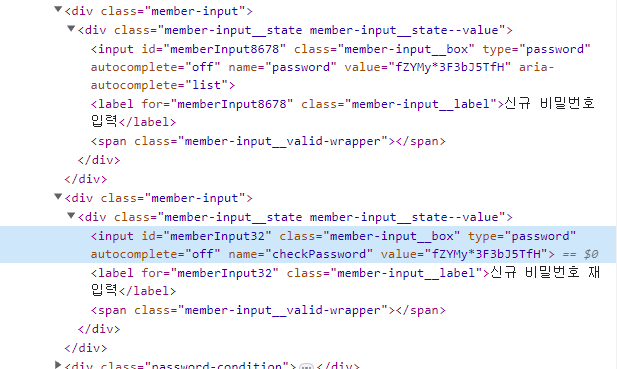 ▼<div class="member-input">
▼<div class="member-input__state member-input__state--value">
<input id="memberInput8678" class="member-input__box" type="password"
autocomplete="off" name="password" value="fZYMy*3F3bJ5TfH" aria-
autocomplete="list">
<label for="memberInput8678" class="member-input__label">신규 비밀번호
입력</label>
<span class="member-input__valid-wrapper"></span>
</div>
</div>
▼<div class="member-input">
▼<div class="member-input__state member-input__state--value">
<input id="memberInput32" class="member-input__box" type="password"
autocomplete="off" name="checkPassword" value="fZYMy*3F3bJ5TfH"> == $0
<label for="memberInput32" class="member-input__label">신규 비밀번호 재
입력</label>
<span class="member-input__valid-wrapper"></span>
</div>
</div>
▶<div class="password-condition">…</div>